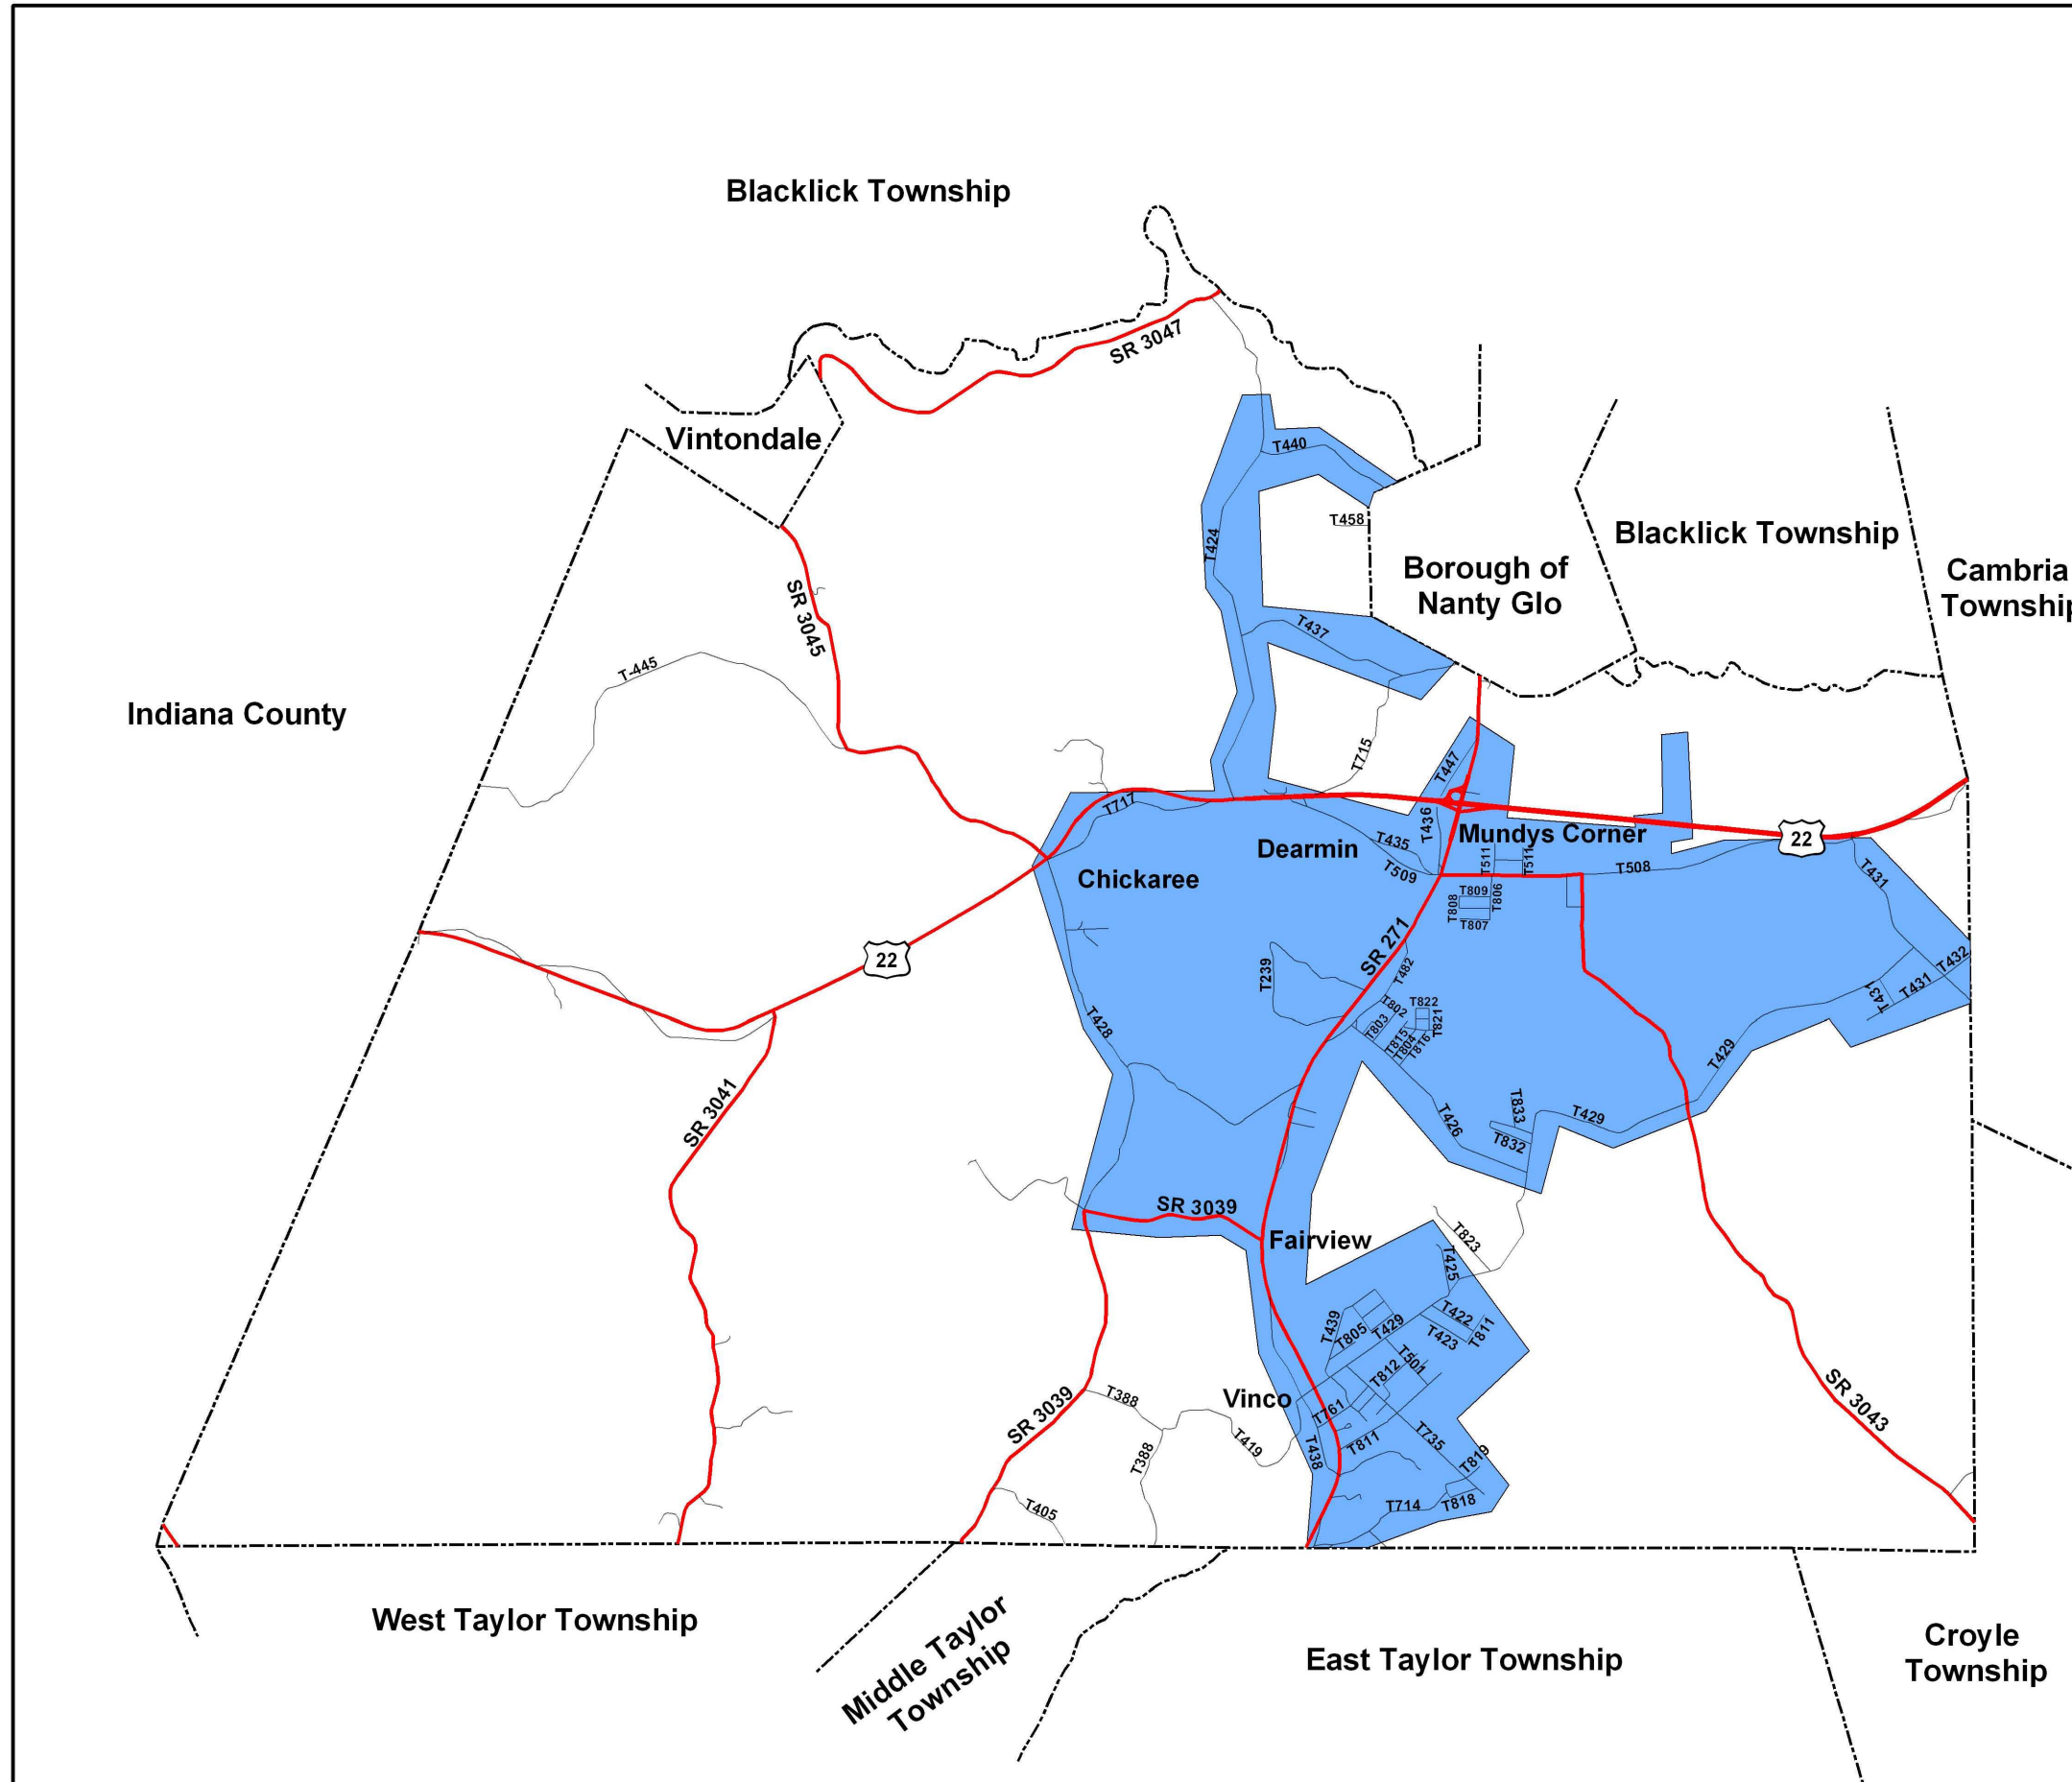 Blacklick Township
SR 3047
Vintondale
T440
T458
T424
Blacklick Township
Borough of
Nanty Glo
Cambria
Township
SR 3045
T437
T-445
Indiana County
T715
T447
T717
T436
Mundys Corner
22
Dearmin
T435
T509
T511
T511
T508
T431
Chickaree
T809
T808
T806
T807
SR 271
22
T239
T482
T432
T431
T431
T802
T822
T821
T803
T815
T804
T816
T428
T429
SR 3041
T833
T429
T426
T832
SR 3039
Fairview
T823
T425
T439
T805
T429
T422
T423
T811
T501
T812
Vinco
SR 3039
T388
T761
T811
T735
SR 3043
T419
T388
T438
T819
T405
T714
T818
West Taylor Township
Middle Taylor
Township
East Taylor Township
Croyle
Township